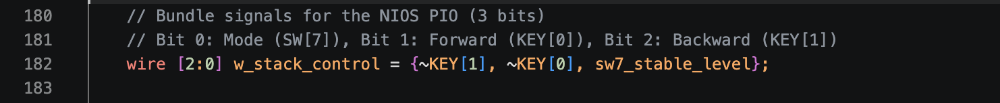 180 // Bundle signals for the NIOS PIO (3 bits)
181 // Bit 0: Mode (SW[7]), Bit 1: Forward (KEY[0]), Bit 2: Backward (KEY[1])
182 wire [2:0] w_stack_control = {~KEY[1], ~KEY[0], sw7_stable_level};
183